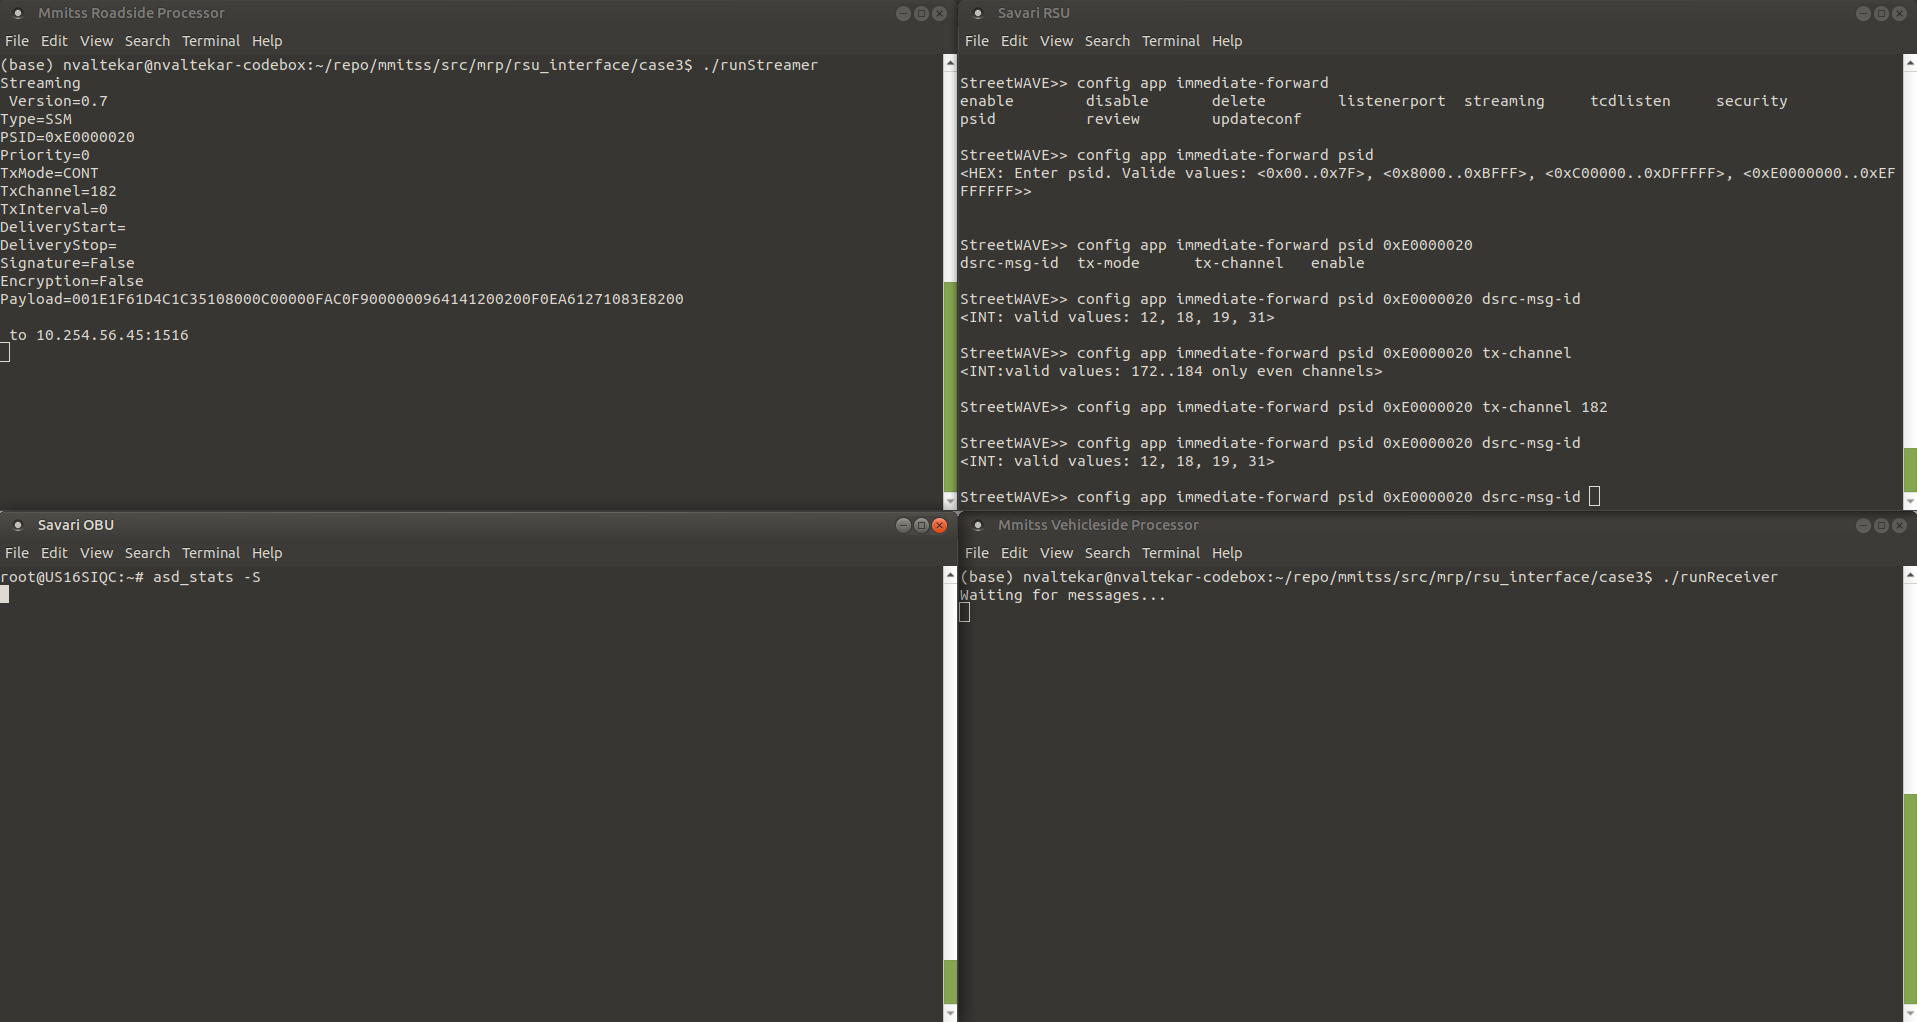 Mmitss Roadside Processor
File Edit View Search Terminal Help
(base) nvaltekar@nvaltekar-codebox:~/repo/mmitss/src/mrp/rsu_interface/case3$ ./runStreamer
Streaming
 Version=0.7
Type=SSM
PSID=0xE0000020
Priority=0
TxMode=CONT
TxChannel=182
TxInterval=0
DeliveryStart=
DeliveryStop=
Signature=False
Encryption=False
Payload=001E1F61D4C1C35108000C00000FAC0F9000000964141200200F0EA61271083E8200
 to 10.254.56.45:1516
Savari RSU
File Edit View Search Terminal Help
StreetWAVE>> config app immediate-forward
enable        disable       delete        listenerport  streaming     tcdlisten     security
psid          review        updateconf
StreetWAVE>> config app immediate-forward psid
<HEX: Enter psid. Valide values: <0x00..0x7F>, <0x8000..0xBFFF>, <0xC00000..0xDFFFFF>, <0xE0000000..0xEF
FFFFFF>>
StreetWAVE>> config app immediate-forward psid 0xE0000020
dsrc-msg-id  tx-mode      tx-channel   enable
StreetWAVE>> config app immediate-forward psid 0xE0000020 dsrc-msg-id
<INT: valid values: 12, 18, 19, 31>
StreetWAVE>> config app immediate-forward psid 0xE0000020 tx-channel
<INT:valid values: 172..184 only even channels>
StreetWAVE>> config app immediate-forward psid 0xE0000020 tx-channel 182
StreetWAVE>> config app immediate-forward psid 0xE0000020 dsrc-msg-id
<INT: valid values: 12, 18, 19, 31>
StreetWAVE>> config app immediate-forward psid 0xE0000020 dsrc-msg-id
Savari OBU
File Edit View Search Terminal Help
root@US16SIQC:~# asd_stats -S
Mmitss Vehicleside Processor
File Edit View Search Terminal Help
(base) nvaltekar@nvaltekar-codebox:~/repo/mmitss/src/mrp/rsu_interface/case3$ ./runReceiver
Waiting for messages...